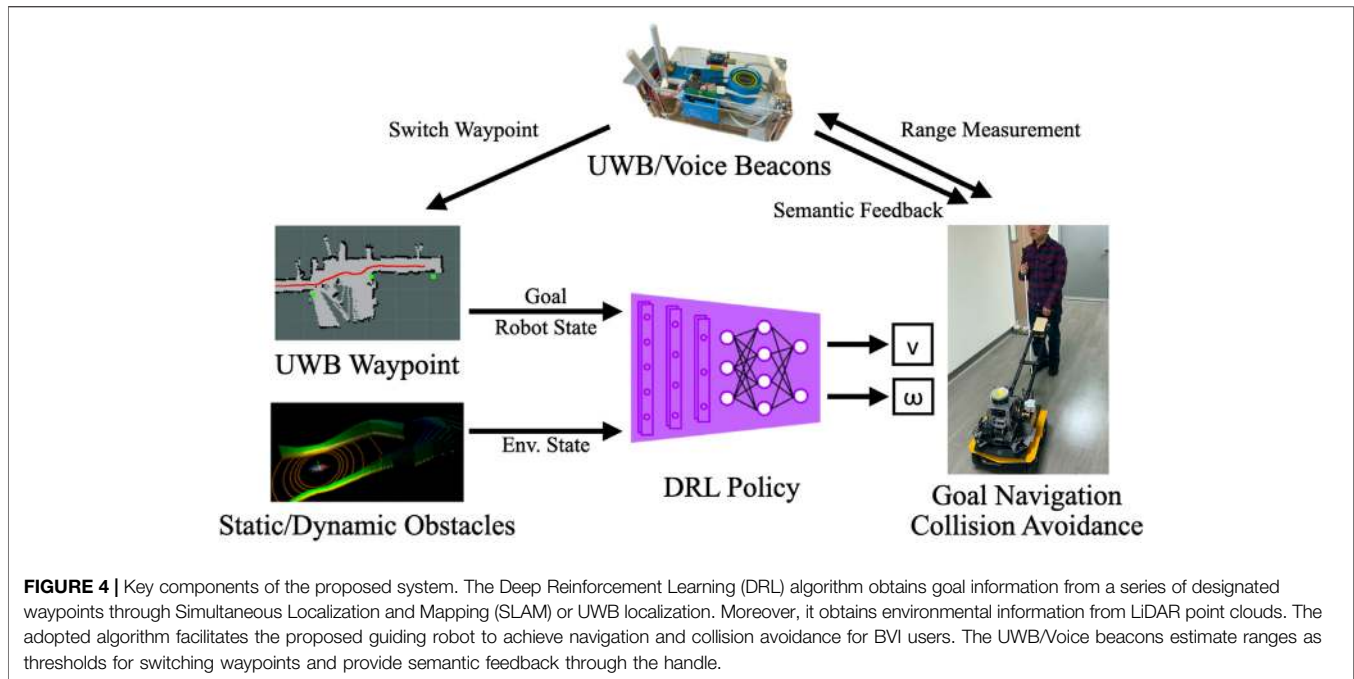 Switch Waypoint
Range Measurement
UWB/Voice Beacons
Semantic Feedback
Goal
Robot State
UWB Waypoint
v
ω
Env. State
Static/Dynamic Obstacles
DRL Policy
Goal Navigation
Collision Avoidance
FIGURE 4 | Key components of the proposed system. The Deep Reinforcement Learning (DRL) algorithm obtains goal information from a series of designated
waypoints through Simultaneous Localization and Mapping (SLAM) or UWB localization. Moreover, it obtains environmental information from LiDAR point clouds. The
adopted algorithm facilitates the proposed guiding robot to achieve navigation and collision avoidance for BVI users. The UWB/Voice beacons estimate ranges as
thresholds for switching waypoints and provide semantic feedback through the handle.